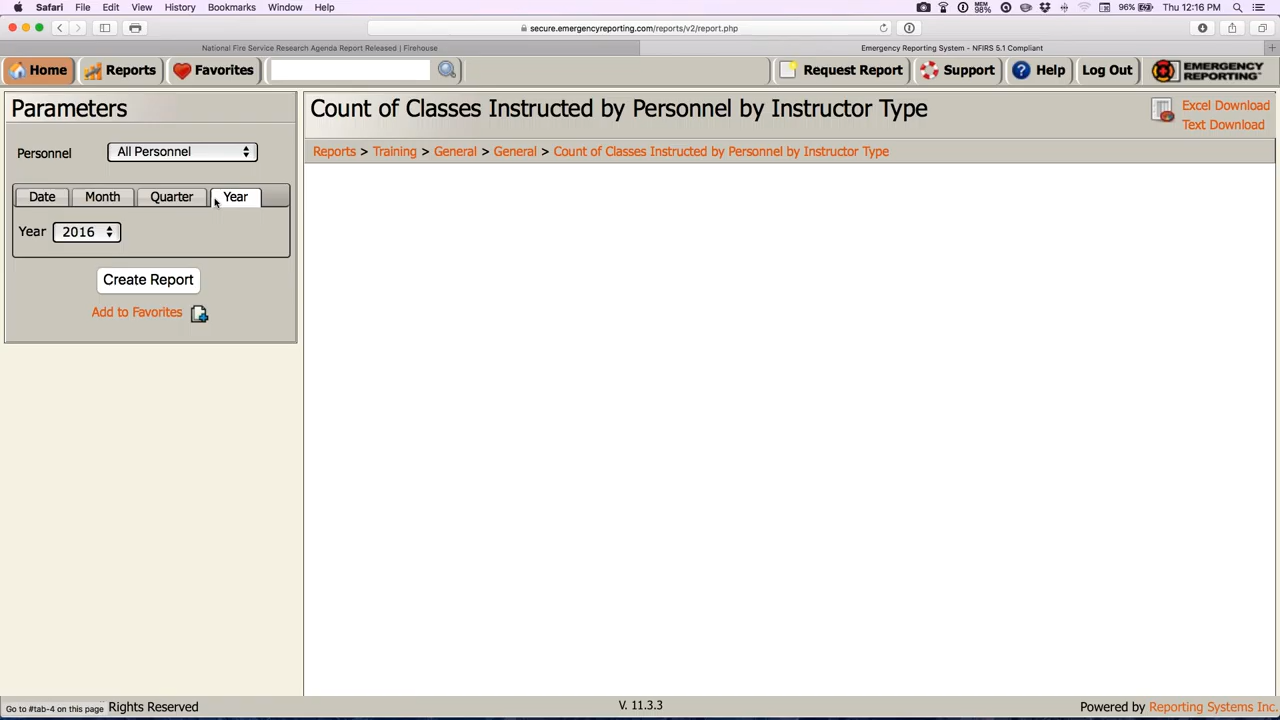 Safari File Edit View History Bookmarks Window Help MEM 98% 96% Thu 12:16 PM
secure.emergencyreporting.com/reports/v2/report.php
National Fire Service Research Agenda Report Released | Firehouse Emergency Reporting System - NFIRS 5.1 Compliant
Home Reports Favorites Request Report Support Help Log Out EMERGENCY REPORTING
Parameters
Personnel All Personnel
Date Month Quarter Year
Year 2016
Create Report
Add to Favorites
Count of Classes Instructed by Personnel by Instructor Type
Excel Download
Text Download
Reports > Training > General > General > Count of Classes Instructed by Personnel by Instructor Type
Go to #tab-4 on this page Rights Reserved V. 11.3.3 Powered by Reporting Systems Inc.